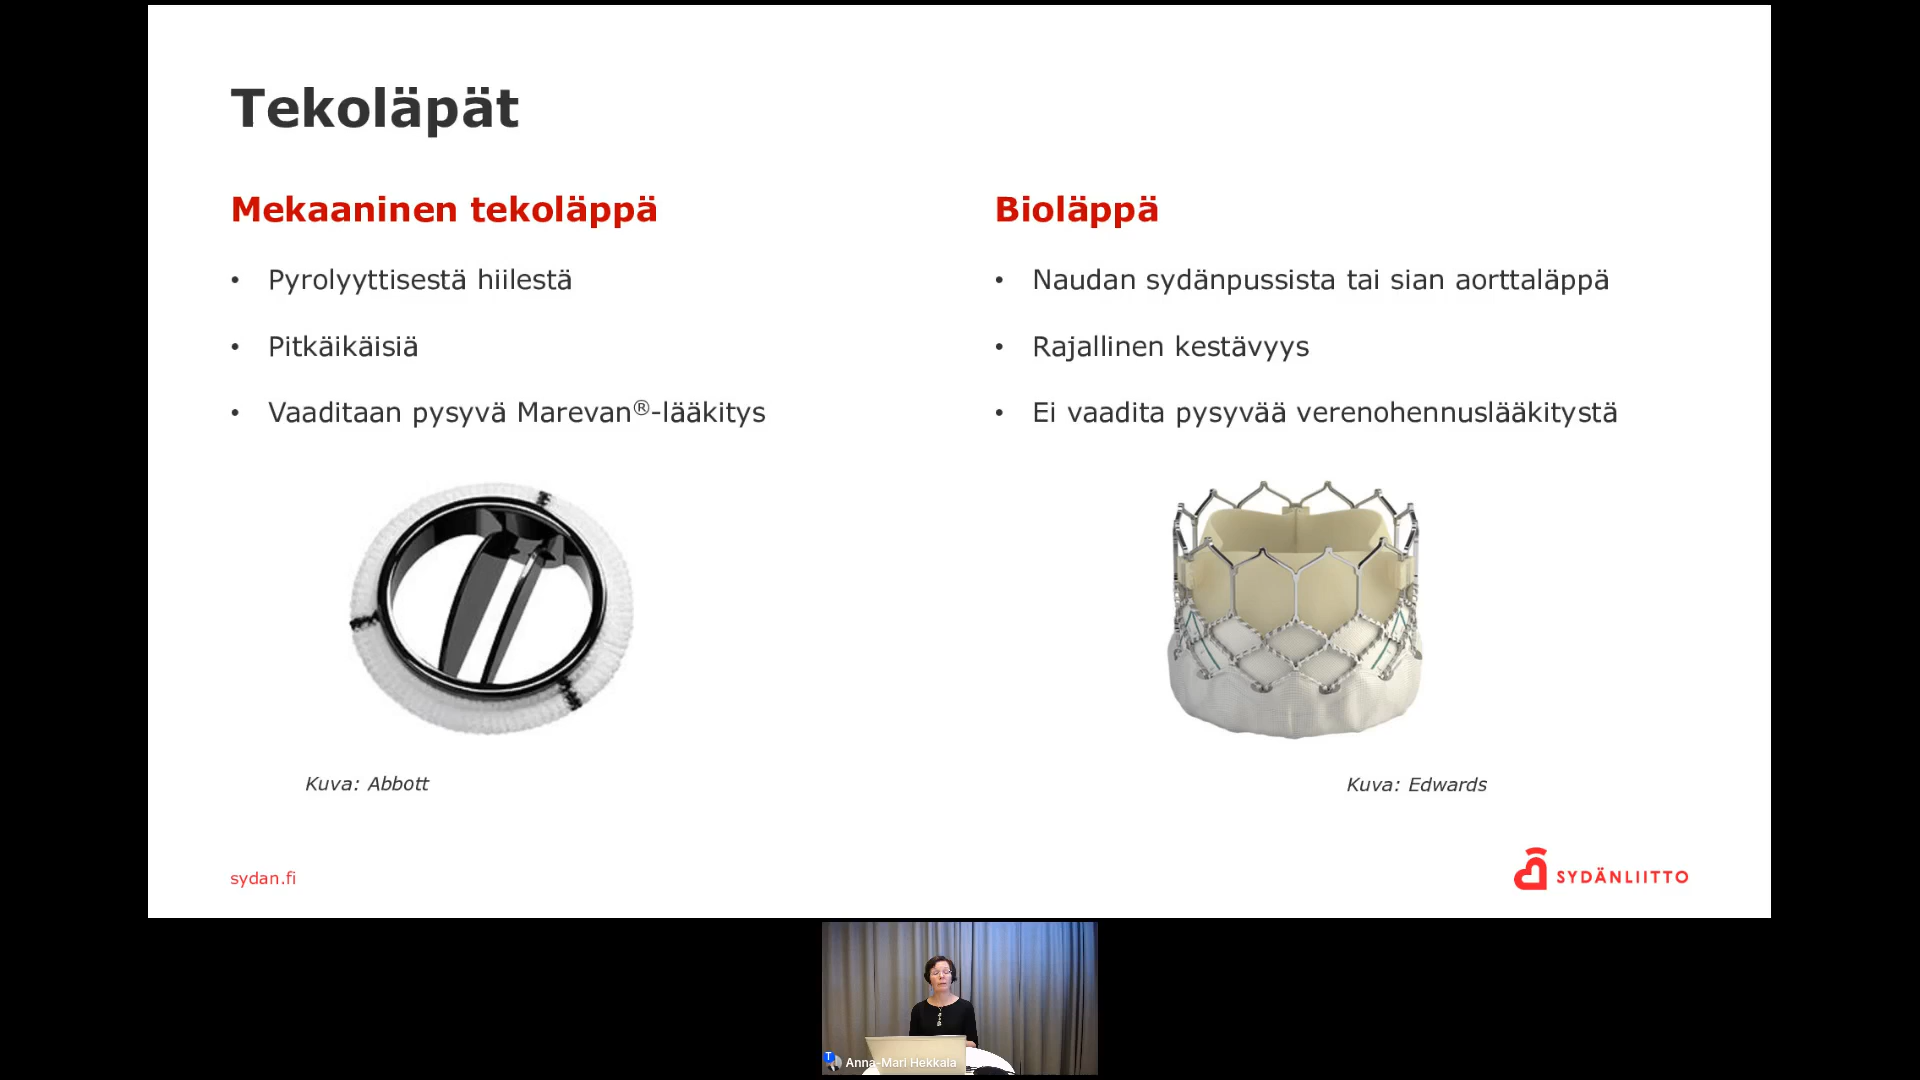 Tekoläpät
Mekaaninen tekoläppä
• Pyrolyyttisestä hiilestä
• Pitkäikäisiä
• Vaaditaan pysyvä Marevan®-lääkitys
Kuva: Abbott
Bioläppä
• Naudan sydänpussista tai sian aorttaläppä
• Rajallinen kestävyys
• Ei vaadita pysyvää verenohennuslääkitystä
Kuva: Edwards
sydan.fi
SYDÄNLIITTO
T
Anna-Mari Hekkala